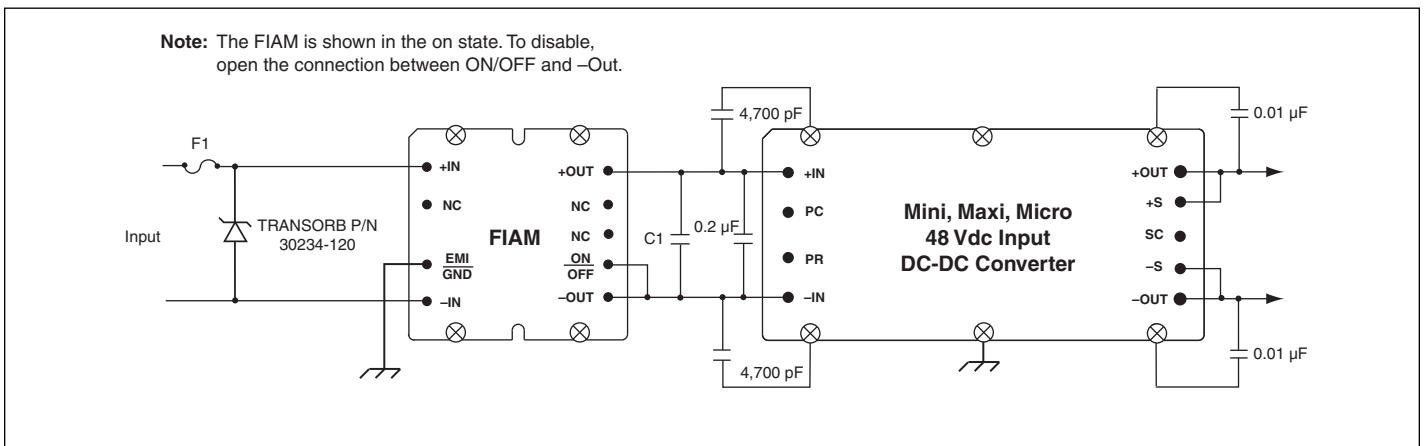 Note: The FIAM is shown in the on state. To disable,
open the connection between ON/OFF and –Out.
F1
Input
TRANSORB P/N
30234-120
+IN
NC
EMI
GND
–IN
FIAM
+OUT
NC
NC
ON
OFF
–OUT
C1
0.2 µF
4,700 pF
4,700 pF
+IN
PC
PR
–IN
Mini, Maxi, Micro
48 Vdc Input
DC-DC Converter
+OUT
+S
SC
–S
–OUT
0.01 µF
0.01 µF